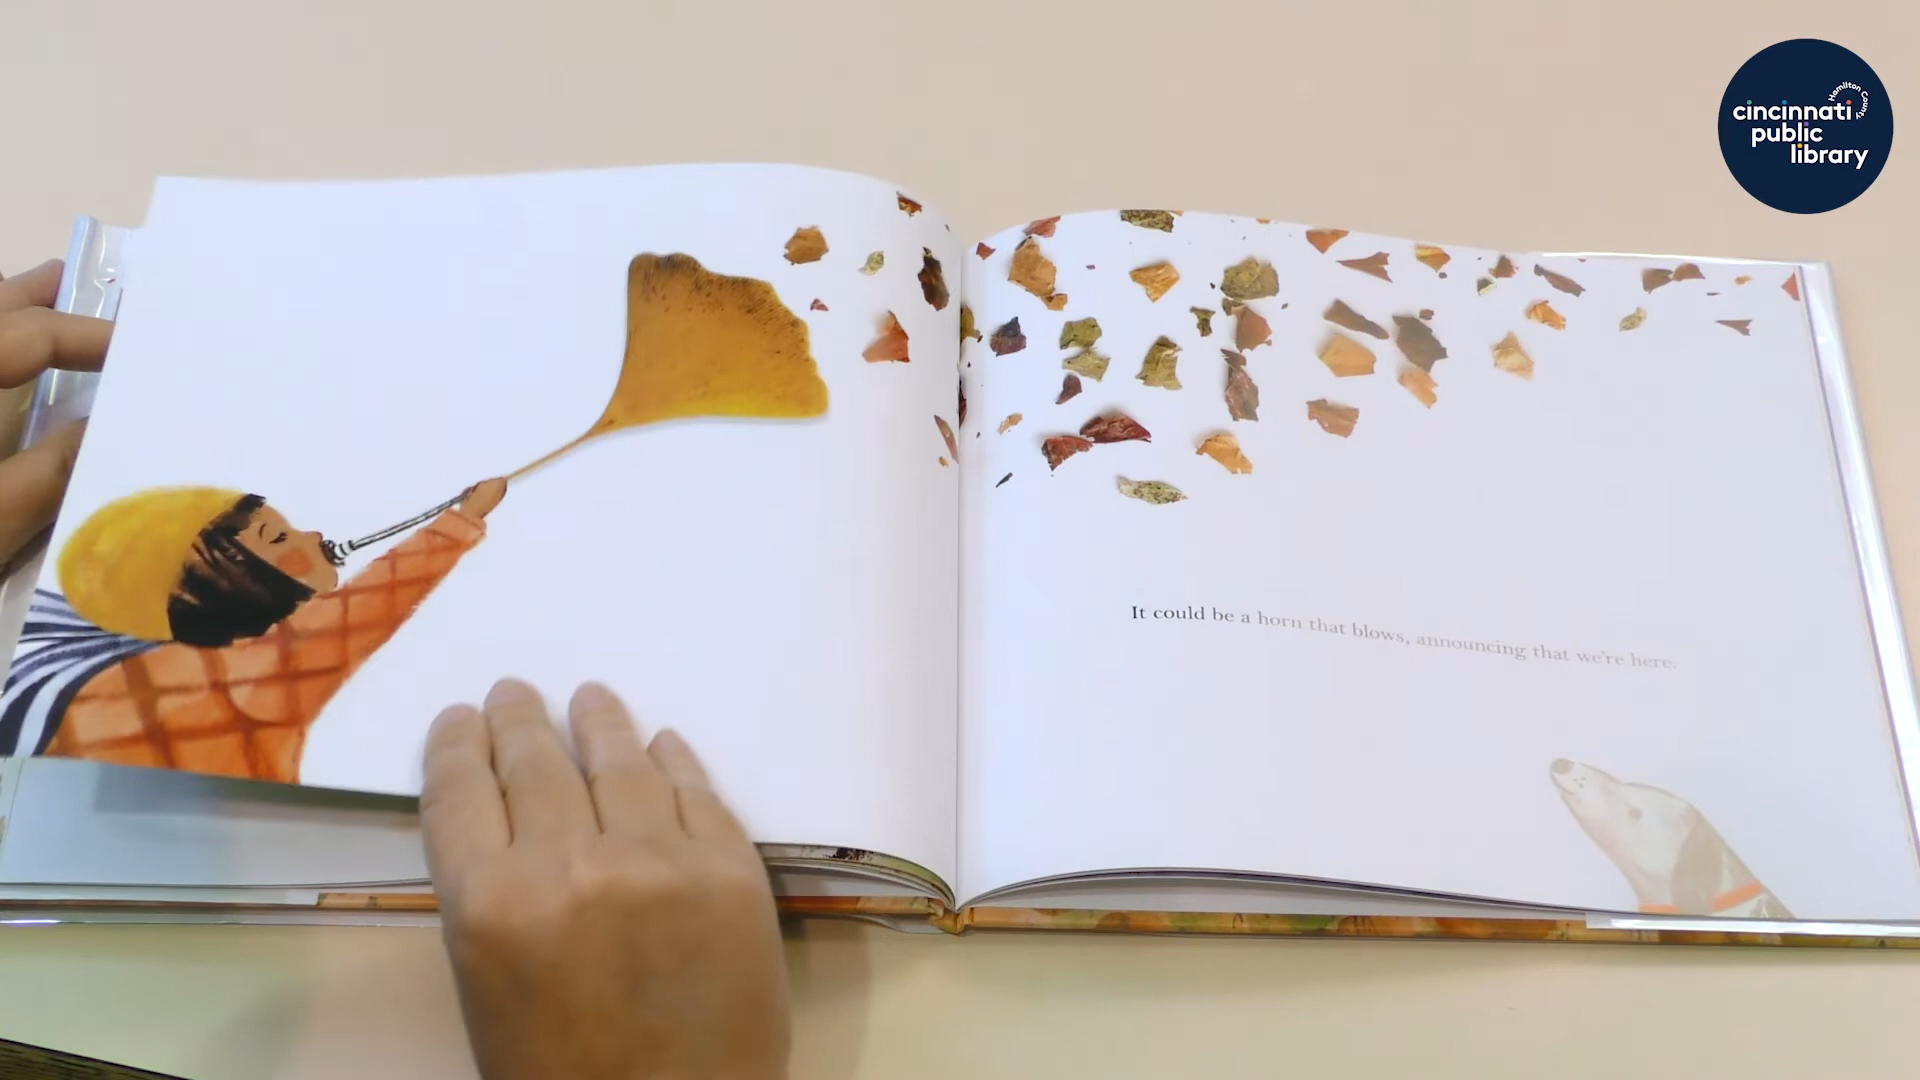 Hamilton County
cincinnati
public
library
It could be a horn that blows, announcing that we're here.